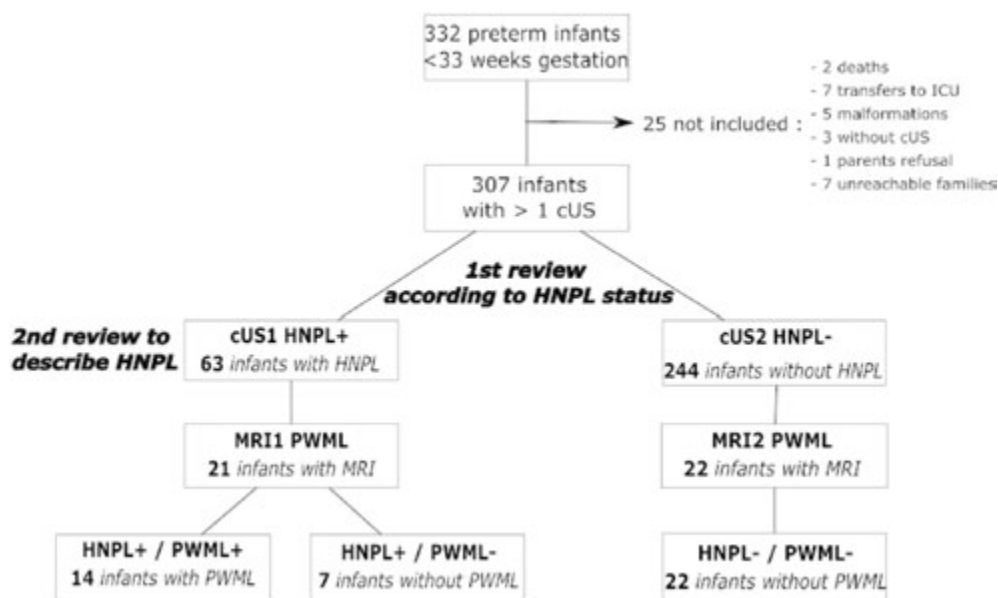 332 preterm infants
<33 weeks gestation
25 not included :
- 2 deaths
- 7 transfers to ICU
- 5 malformations
- 3 without cUS
- 1 parents refusal
- 7 unreachable families
307 infants
with > 1 cUS
1st review
according to HNPL status
2nd review to
describe HNPL
cUS1 HNPL+
63 infants with HNPL
cUS2 HNPL-
244 infants without HNPL
MRI1 PWML
21 infants with MRI
MRI2 PWML
22 infants with MRI
HNPL+ / PWML+
14 infants with PWML
HNPL+ / PWML-
7 infants without PWML
HNPL- / PWML-
22 infants without PWML